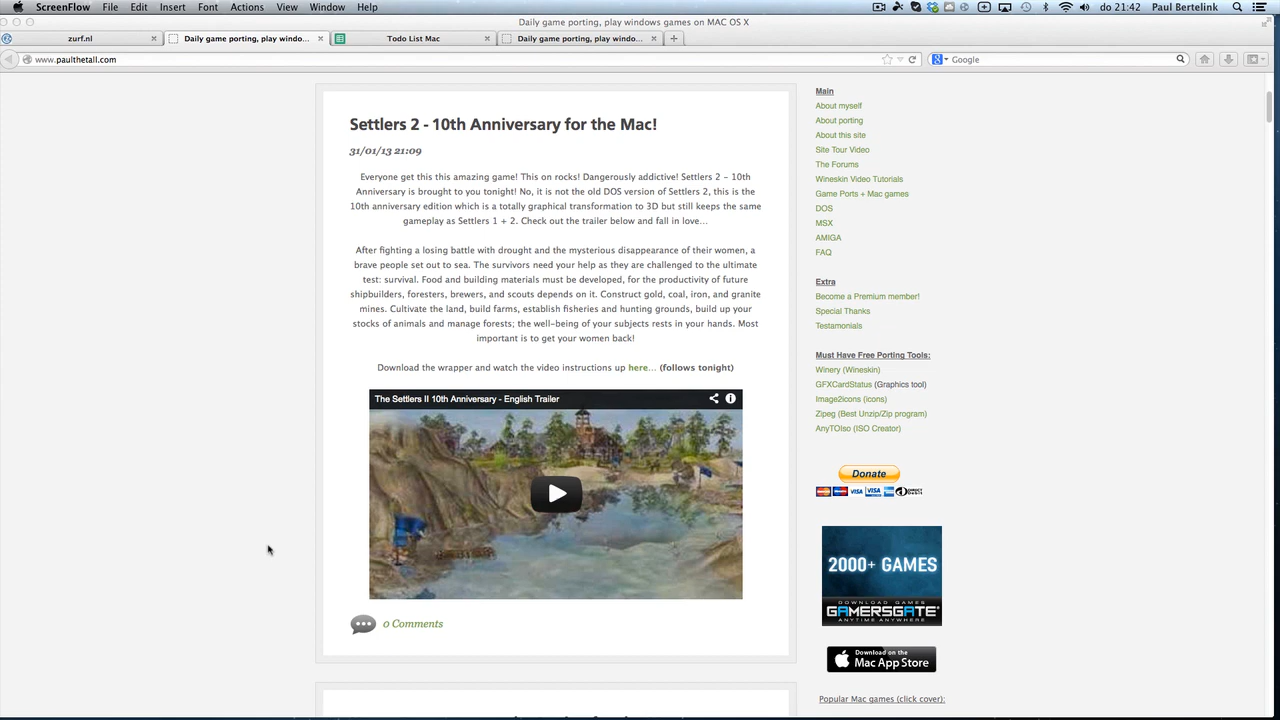 ScreenFlow File Edit Insert Font Actions View Window Help do 21:42 Paul Bertelink
Daily game porting, play windows games on MAC OS X
zurf.nl Daily game porting, play windo... Todo List Mac Daily game porting, play windo...
www.paulthetall.com Google
Settlers 2 - 10th Anniversary for the Mac!
31/01/13 21:09
Everyone get this this amazing game! This on rocks! Dangerously addictive! Settlers 2 - 10th
Anniversary is brought to you tonight! No, it is not the old DOS version of Settlers 2, this is the
10th anniversary edition which is a totally graphical transformation to 3D but still keeps the same
gameplay as Settlers 1 + 2. Check out the trailer below and fall in love...
After fighting a losing battle with drought and the mysterious disappearance of their women, a
brave people set out to sea. The survivors need your help as they are challenged to the ultimate
test: survival. Food and building materials must be developed, for the productivity of future
shipbuilders, foresters, brewers, and scouts depends on it. Construct gold, coal, iron, and granite
mines. Cultivate the land, build farms, establish fisheries and hunting grounds, build up your
stocks of animals and manage forests; the well-being of your subjects rests in your hands. Most
important is to get your women back!
Download the wrapper and watch the video instructions up here... (follows tonight)
The Settlers II 10th Anniversary - English Trailer
0 Comments
Main
About myself
About porting
About this site
Site Tour Video
The Forums
Wineskin Video Tutorials
Game Ports + Mac games
DOS
MSX
AMIGA
FAQ
Extra
Become a Premium member!
Special Thanks
Testamonials
Must Have Free Porting Tools:
Winery (Wineskin)
GFXCardStatus (Graphics tool)
Image2icons (icons)
Zipeg (Best Unzip/Zip program)
AnyTOIso (ISO Creator)
Donate
VISA VISA
2000+ GAMES
DOWNLOAD GAMES
GAMERSGATE
ANYTIME ANYWHERE
Download on the
Mac App Store
Popular Mac games (click cover):